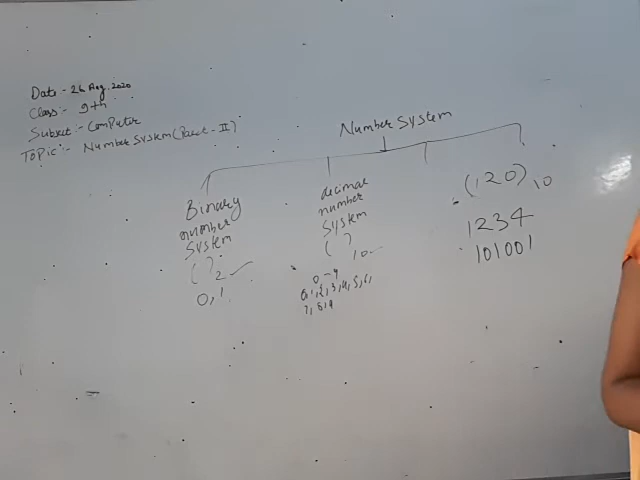 Date - 26 Aug. 2020
Class:- 9th
Subject:- Computer
Topic:- Number System (Part-II)
Number System
Binary
number
System
( )2
0, 1
decimal
number
System
( )10
0-9
0,1,2,3,4,5,6,
7,8,9
(120)10
1234
101001